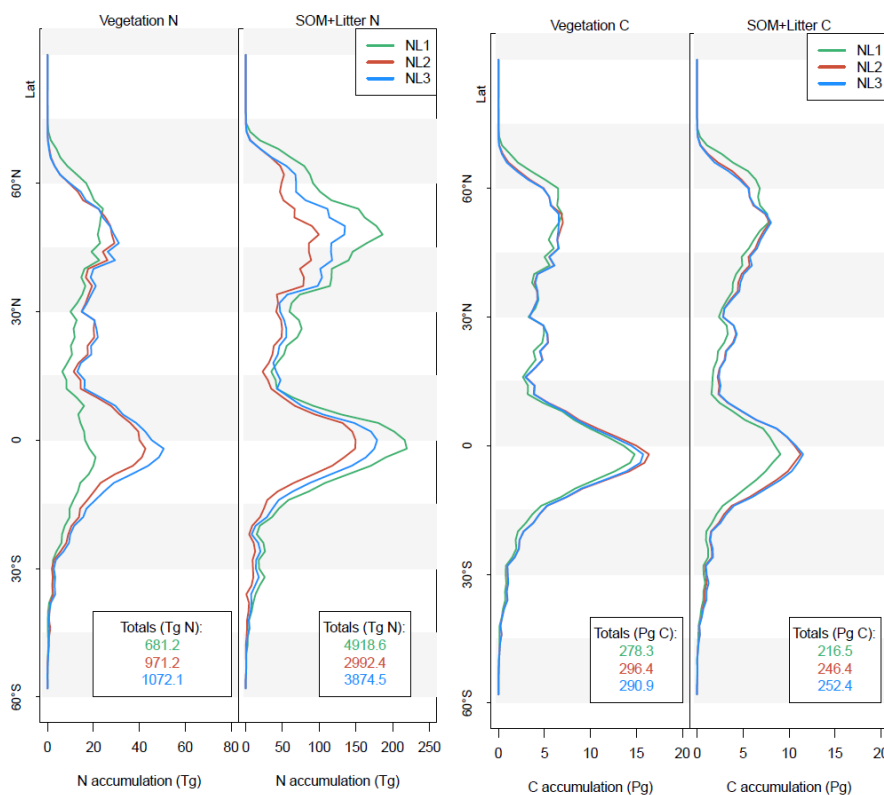 Vegetation N
SOM+Litter N
NL1
NL2
NL3
Lat
60°N
30°N
0
30°S
60°S
Totals (Tg N):
681.2
971.2
1072.1
Totals (Tg N):
4918.6
2992.4
3874.5
0 20 40 60 80
0 50 100 150 200 250
N accumulation (Tg)
N accumulation (Tg)
Vegetation C
SOM+Litter C
NL1
NL2
NL3
Lat
60°N
30°N
0
30°S
60°S
Totals (Pg C):
278.3
296.4
290.9
Totals (Pg C):
216.5
246.4
252.4
0 5 10 15 20
0 5 10 15 20
C accumulation (Pg)
C accumulation (Pg)